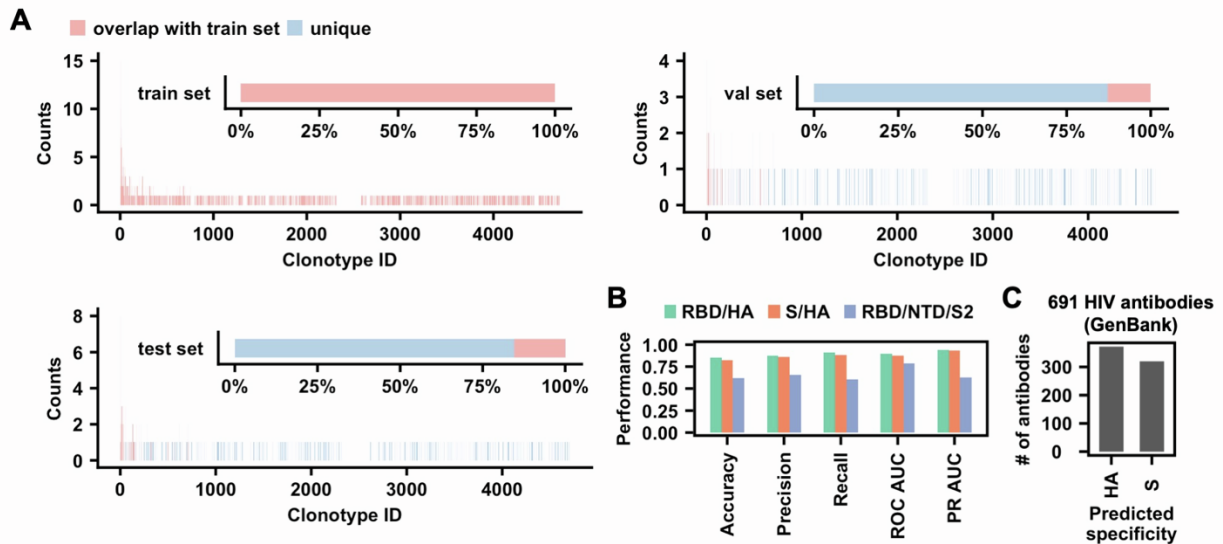 A
overlap with train set unique
15
10
5
0
Counts
train set
0% 25% 50% 75% 100%
0 1000 2000 3000 4000
Clonotype ID
4
3
2
1
0
Counts
val set
0% 25% 50% 75% 100%
0 1000 2000 3000 4000
Clonotype ID
8
6
4
2
0
Counts
test set
0% 25% 50% 75% 100%
0 1000 2000 3000 4000
Clonotype ID
B
RBD/HA S/HA RBD/NTD/S2
1.00
0.75
0.50
0.25
0.00
Performance
Accuracy
Precision
Recall
ROC AUC
PR AUC
C
691 HIV antibodies
(GenBank)
300
200
100
0
# of antibodies
HA
S
Predicted
specificity